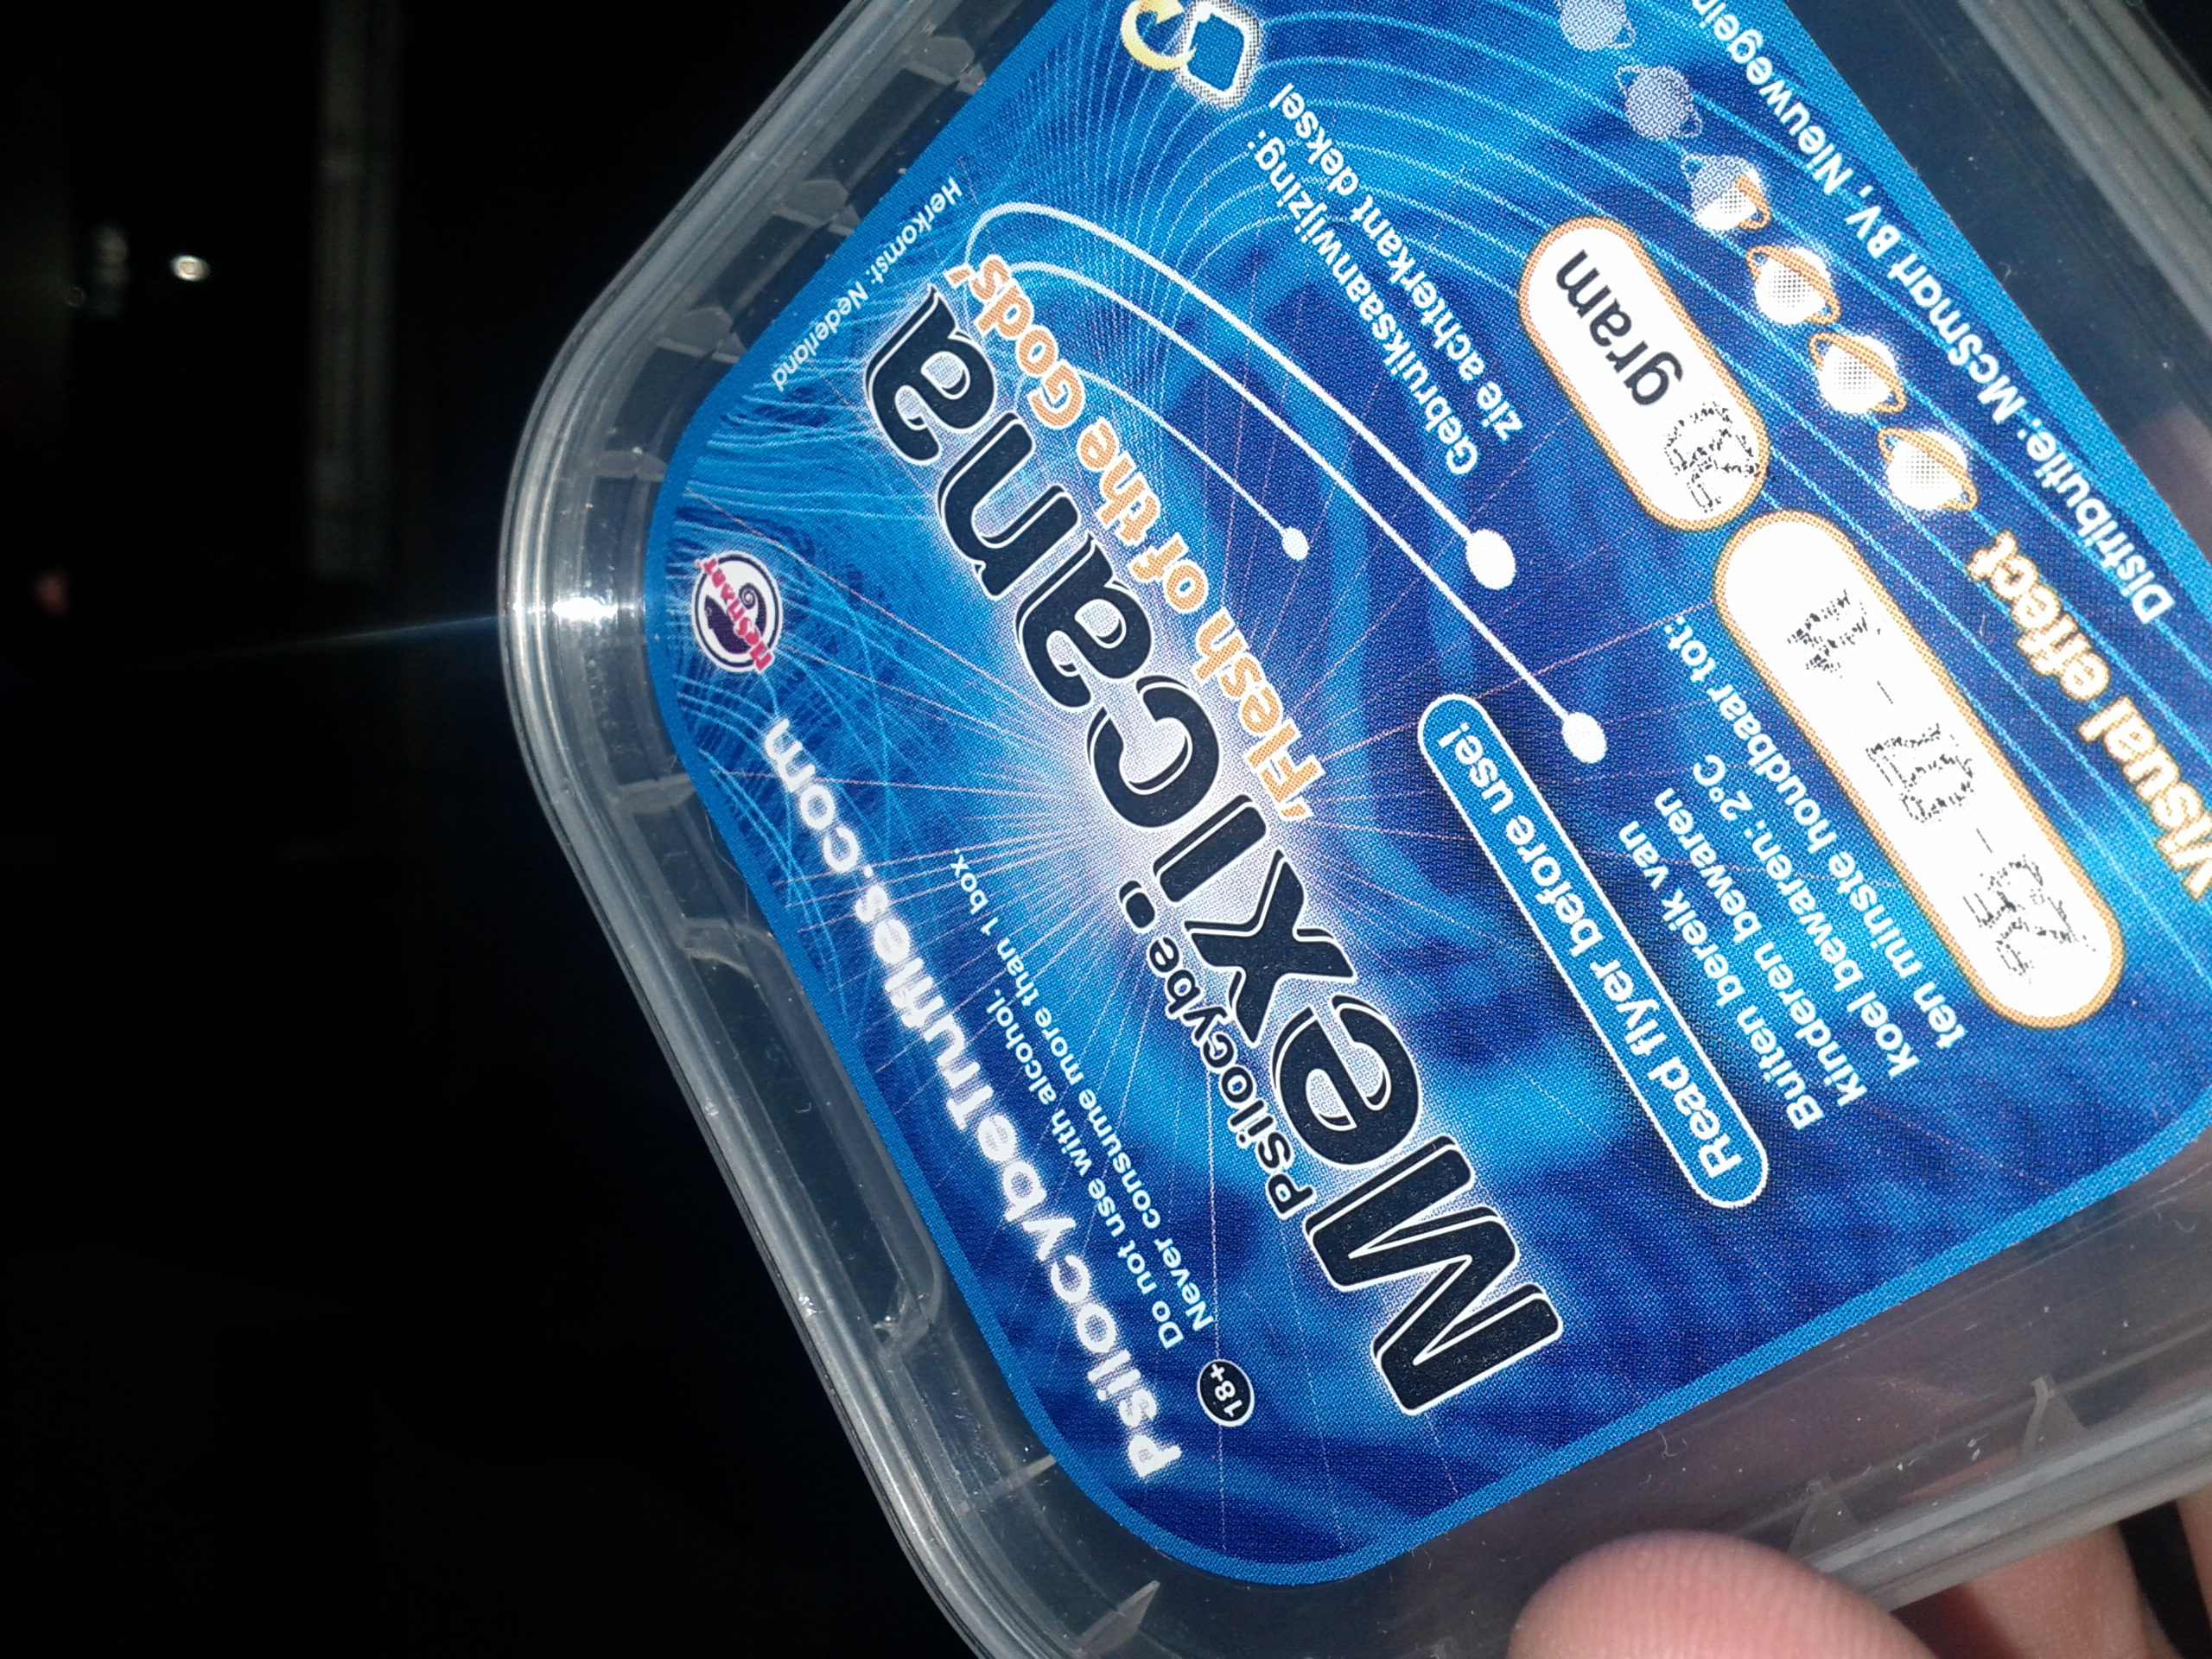 PsilocybeTruffles.com
18+
Do not use with alcohol.
Never consume more than 1 box.
Herkomst: Nederland
Psilocybe:
Mexicana
'Flesh of the Gods'
Read flyer before use!
Gebruiksaanwijzing:
zie achterkant deksel
Buiten bereik van
kinderen bewaren
koel bewaren: 2°C
ten minste houdbaar tot:
gram
Visual effect
Distributie: McSmart BV, Nieuwegein